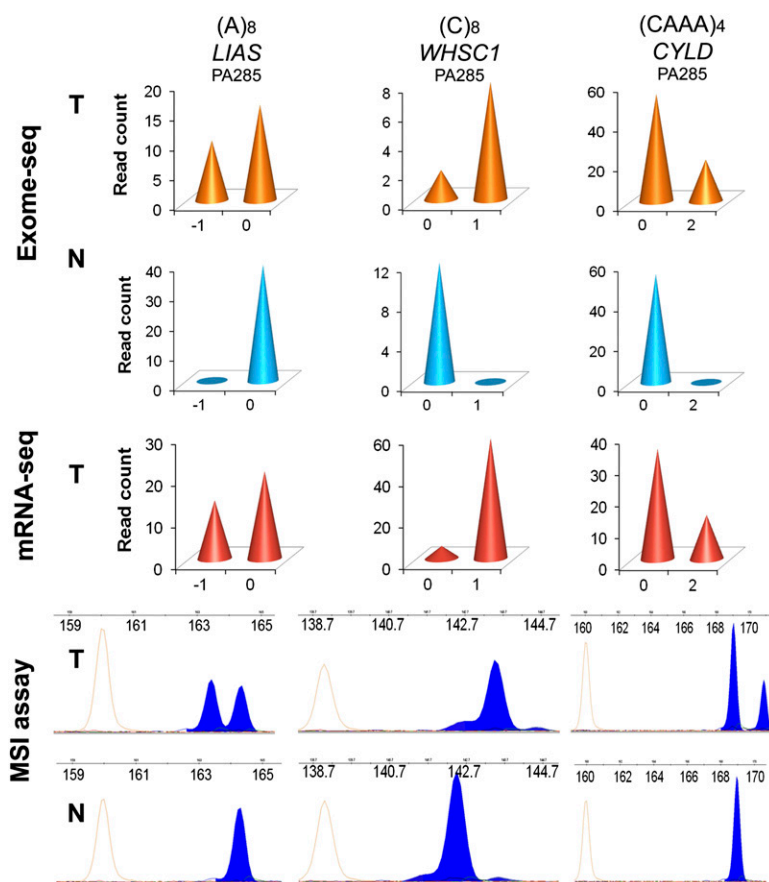 (A)8 (C)8 (CAAA)4
LIAS WHSC1 CYLD
PA285 PA285 PA285
Exome-seq
T
Read count
20 15 10 5 0
-1 0
8 6 4 2 0
0 1
60 40 20 0
0 2
N
Read count
40 30 20 10 0
-1 0
12 8 4 0
0 1
60 40 20 0
0 2
mRNA-seq
T
Read count
30 20 10 0
-1 0
60 40 20 0
0 1
40 30 20 10 0
0 2
MSI assay
159 161 163 165
138.7 140.7 142.7 144.7
160 162 164 166 168 170
T
159 161 163 165
138.7 140.7 142.7 144.7
160 162 164 166 168 170
N